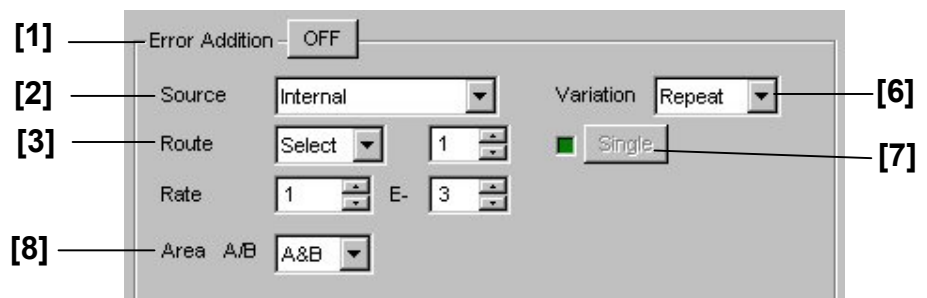 [1] Error Addition OFF
[2] Source Internal Variation Repeat [6]
[3] Route Select 1 Single [7]
Rate 1 E- 3
[8] Area A/B A&B